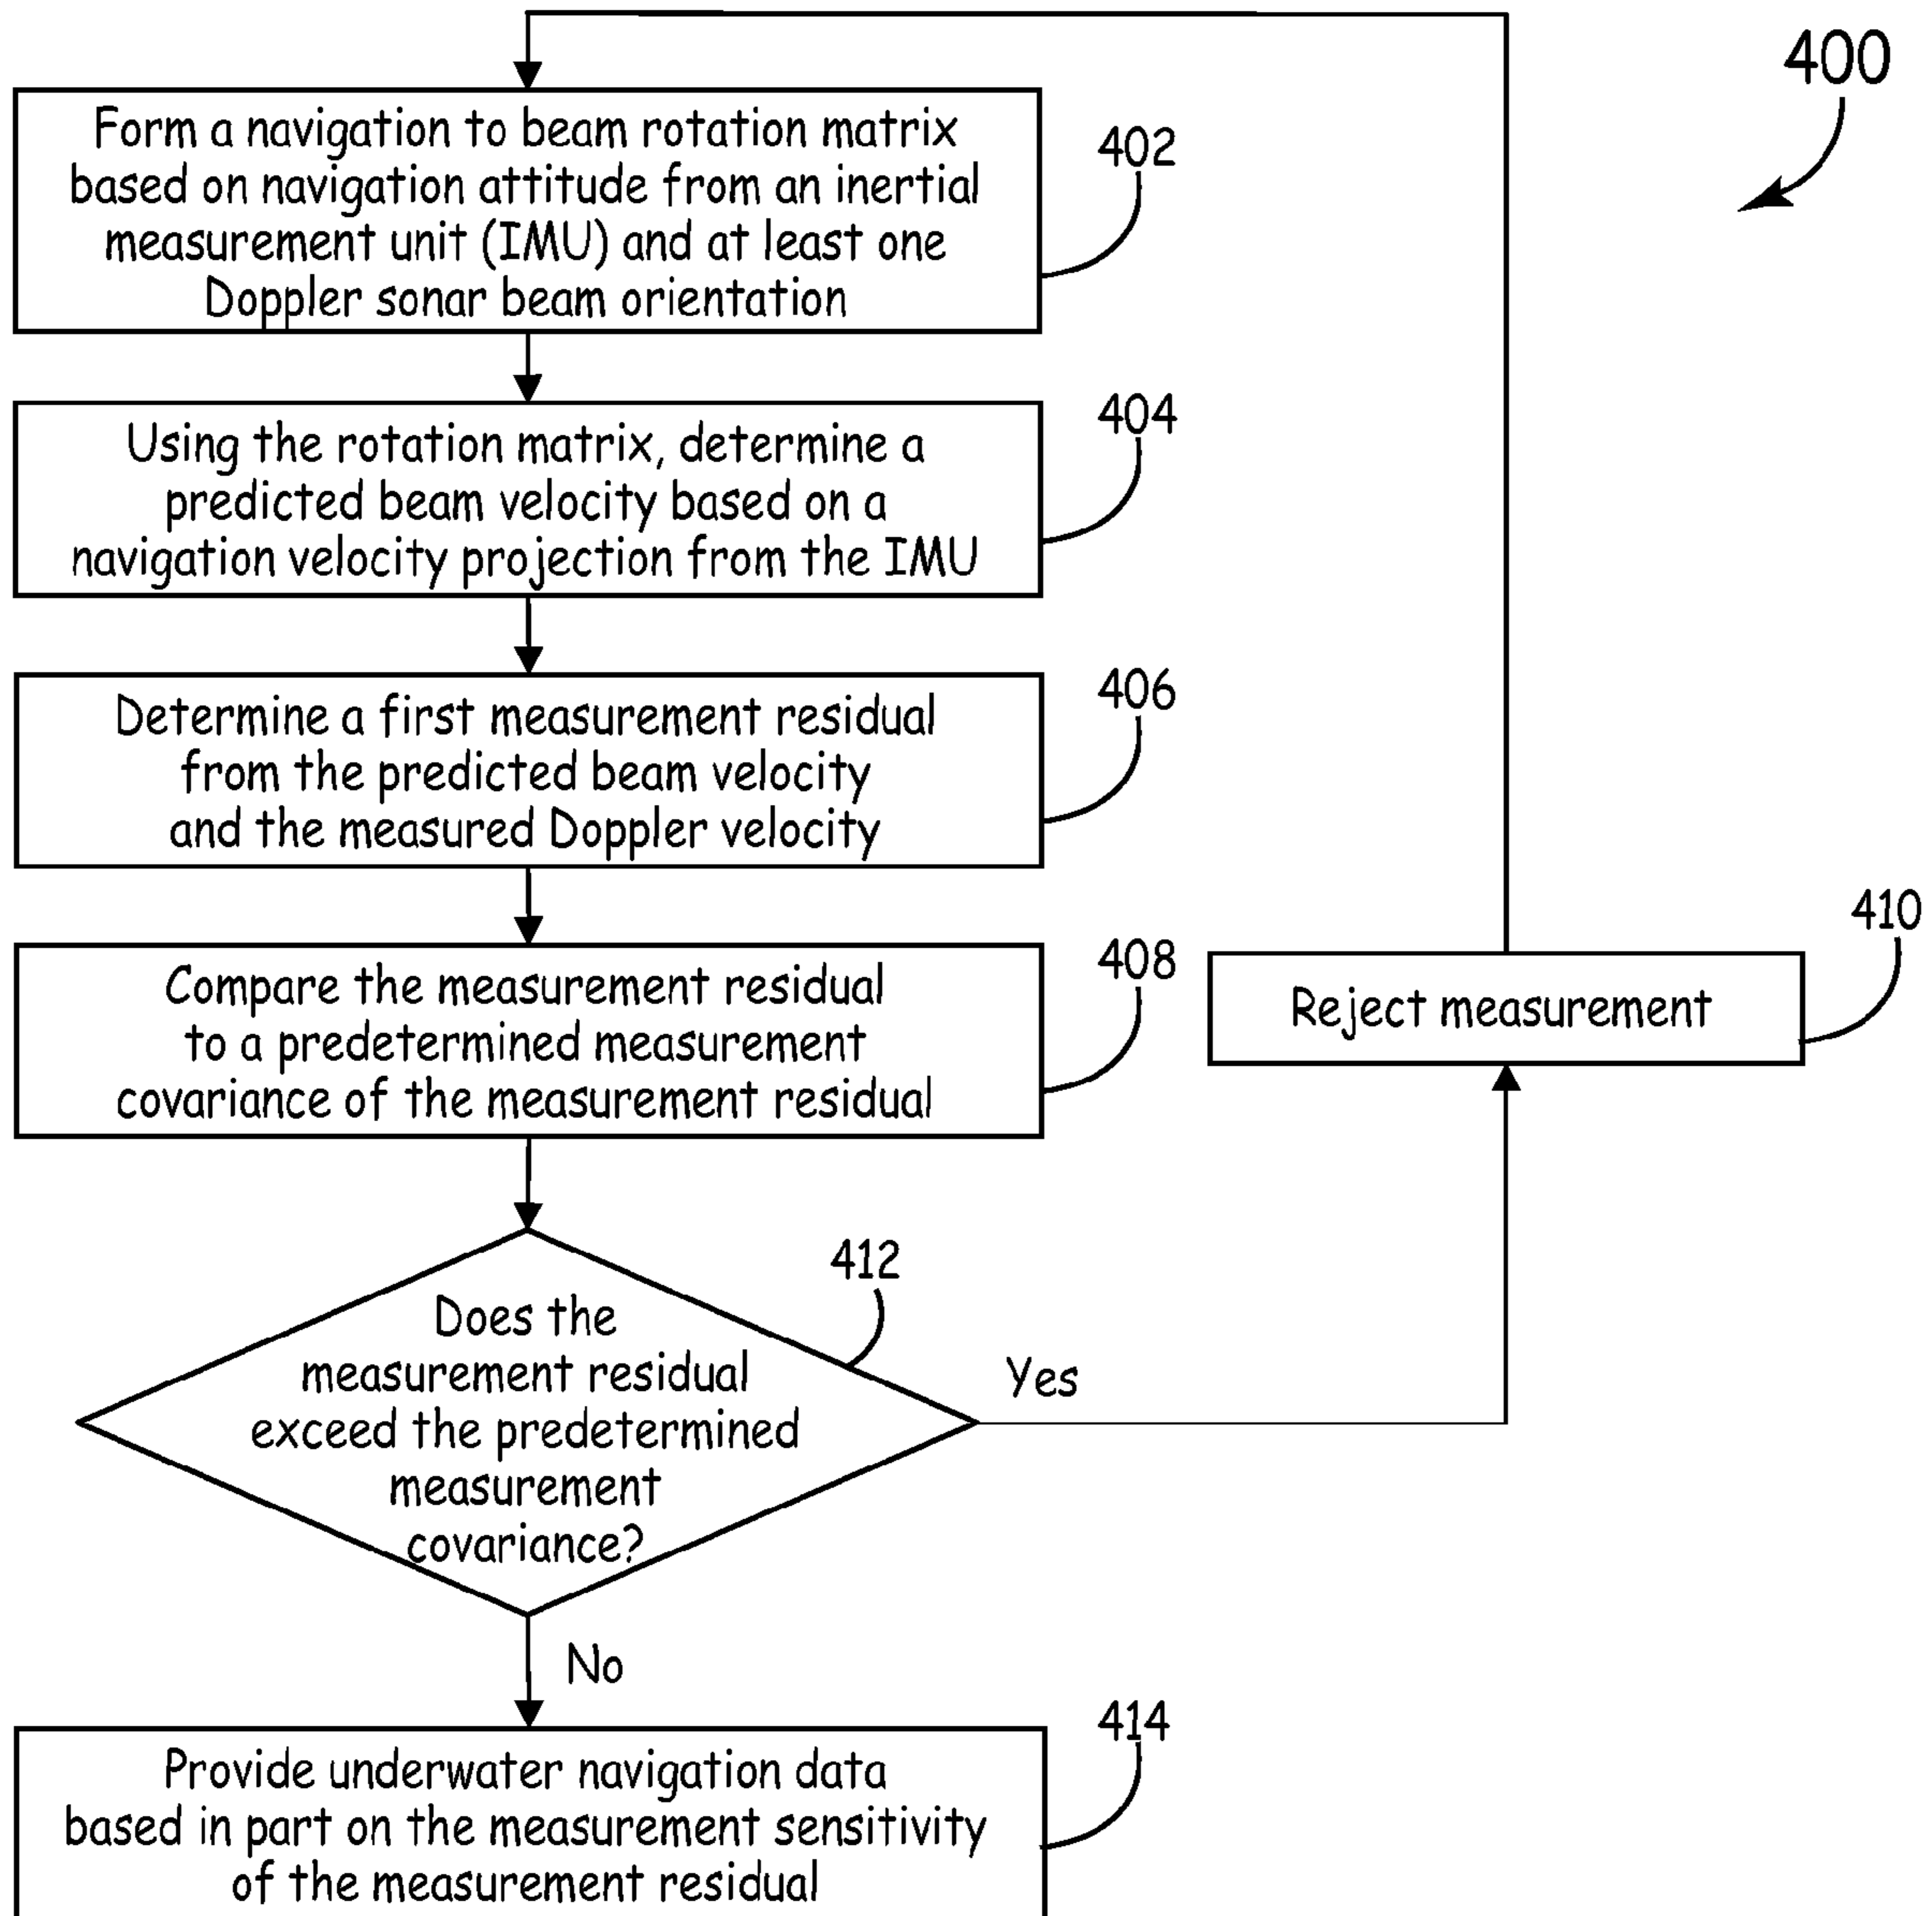 400
Form a navigation to beam rotation matrix
based on navigation attitude from an inertial
measurement unit (IMU) and at least one
Doppler sonar beam orientation
402
Using the rotation matrix, determine a
predicted beam velocity based on a
navigation velocity projection from the IMU
404
Determine a first measurement residual
from the predicted beam velocity
and the measured Doppler velocity
406
Compare the measurement residual
to a predetermined measurement
covariance of the measurement residual
408
Reject measurement
410
Does the
measurement residual
exceed the predetermined
measurement
covariance?
412
Yes
No
Provide underwater navigation data
based in part on the measurement sensitivity
of the measurement residual
414